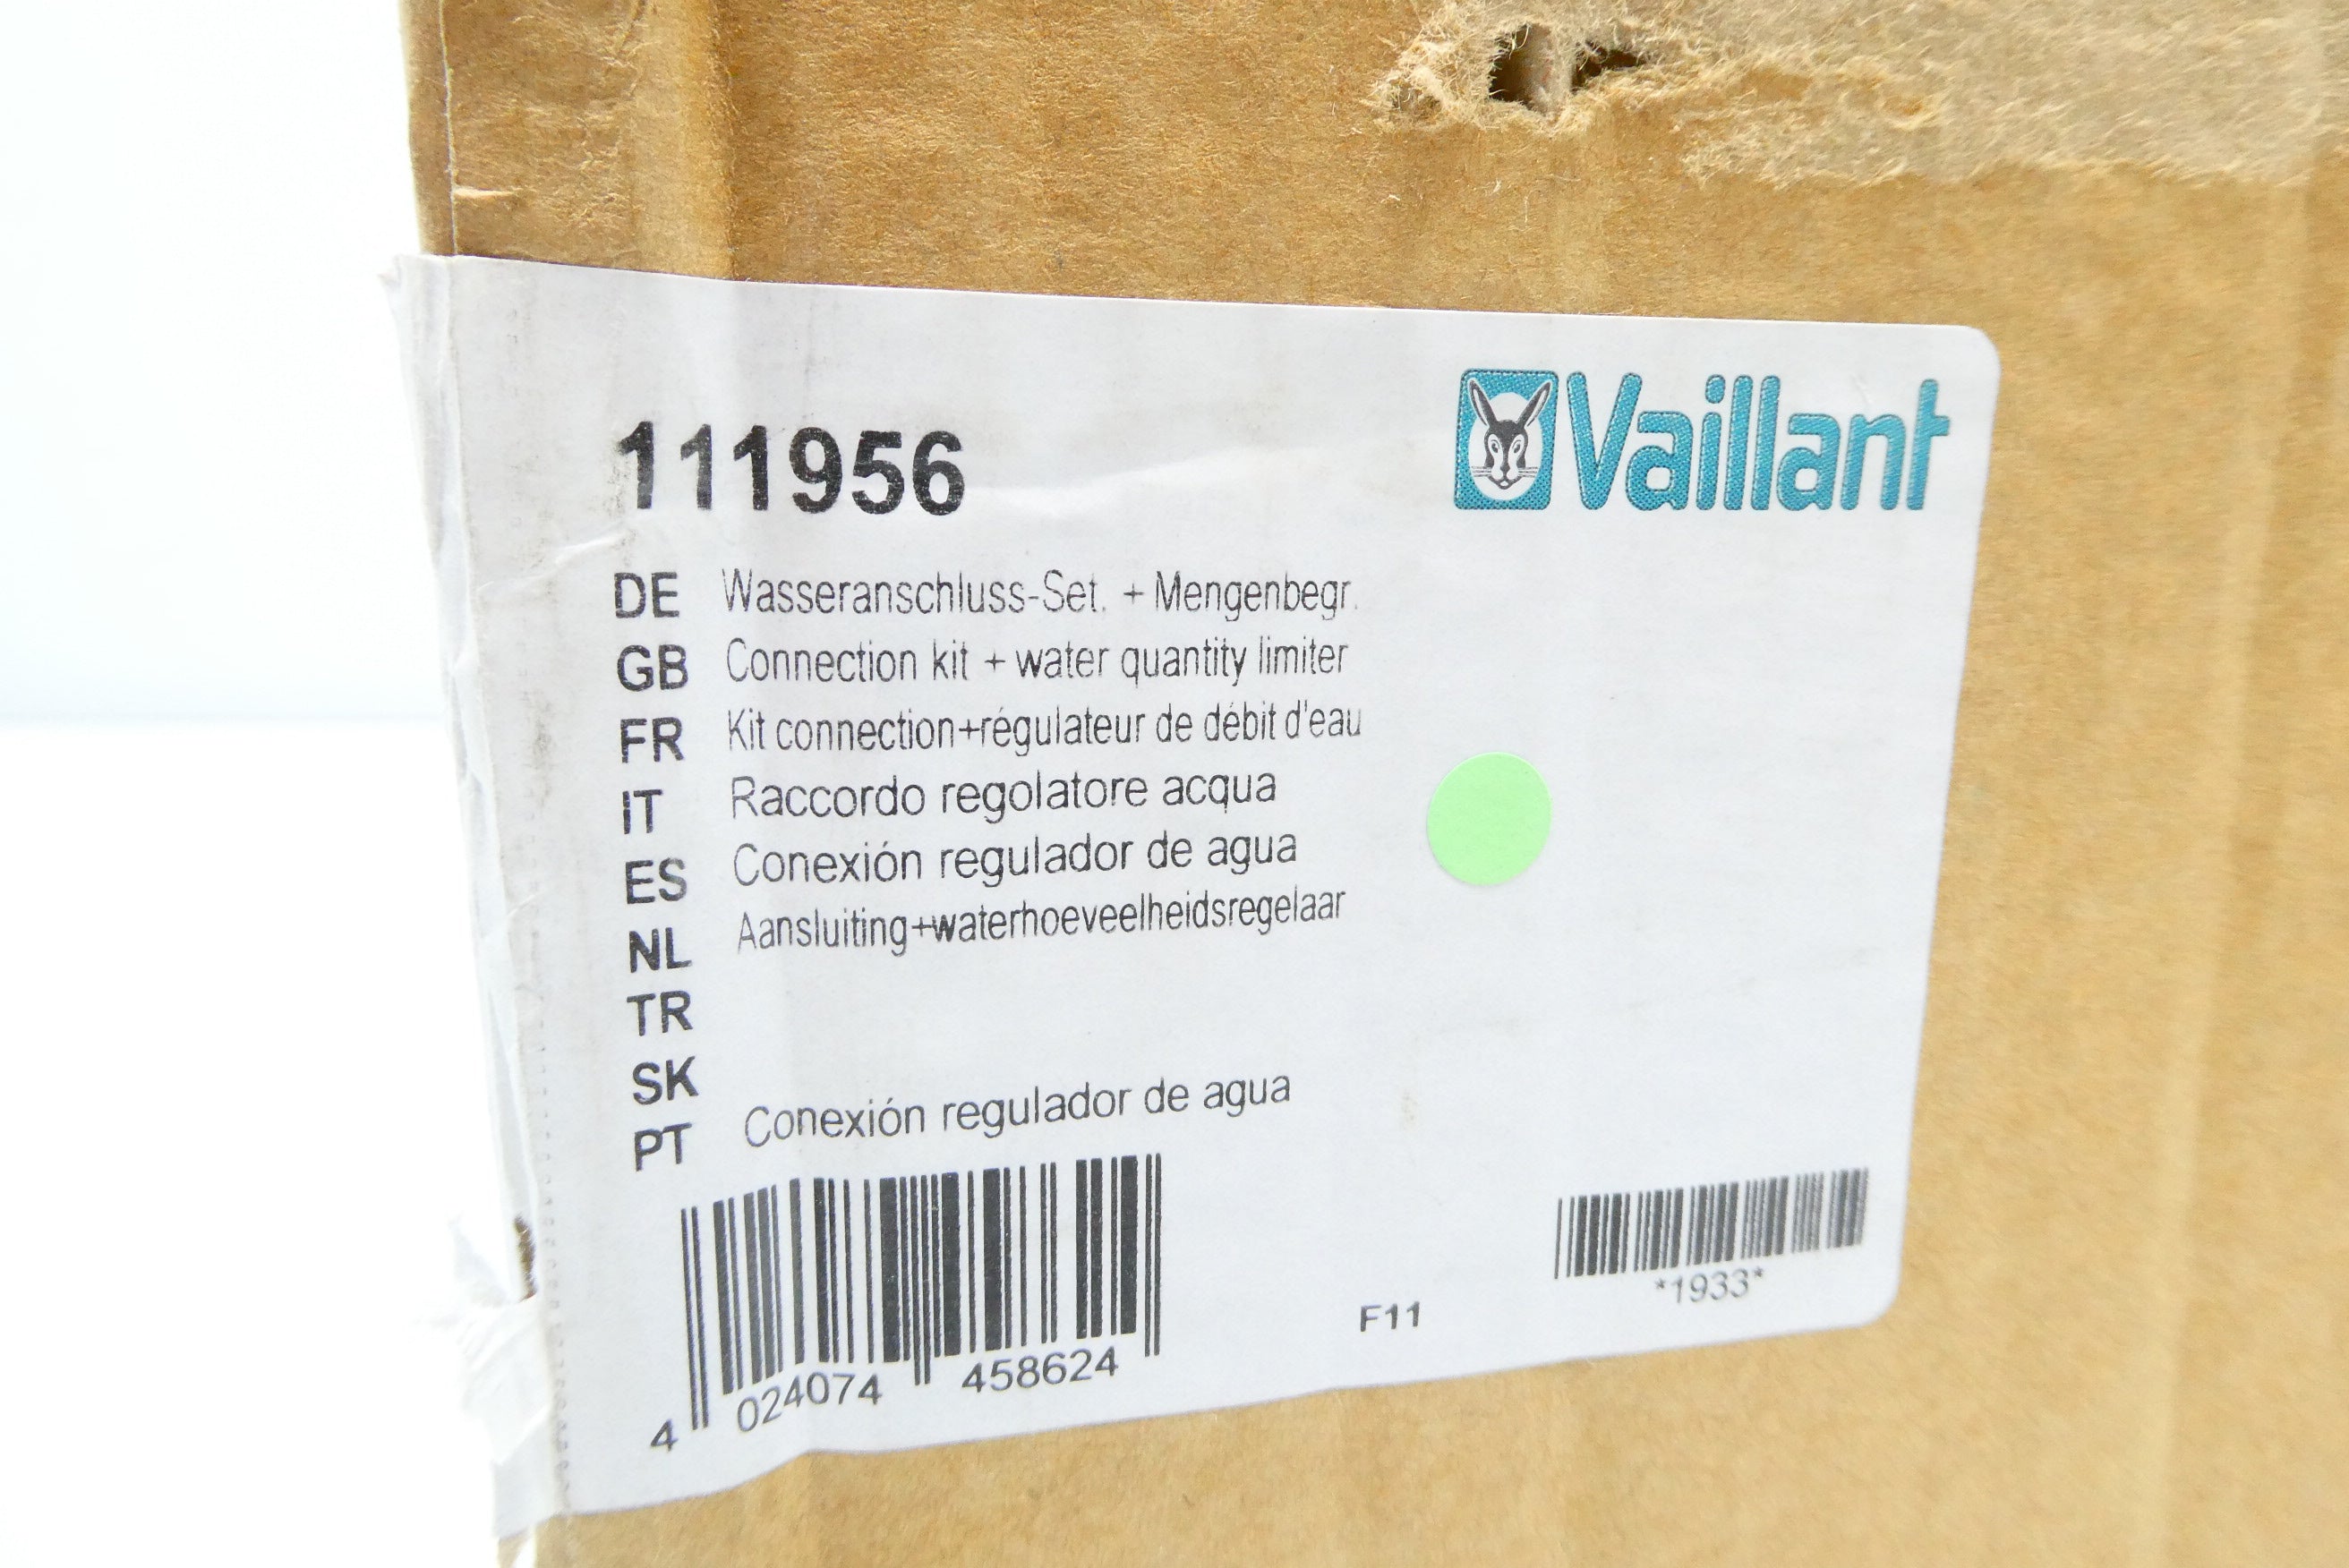 Vaillant
111956
DE Wasseranschluss-Set. + Mengenbegr.
GB Connection kit + water quantity limiter
FR Kit connection+régulateur de débit d'eau
IT Raccordo regolatore acqua
ES Conexión regulador de agua
NL Aansluiting+waterhoeveelheidsregelaar
TR
SK
PT Conexión regulador de agua
4 024074 458624
F11
*1933*